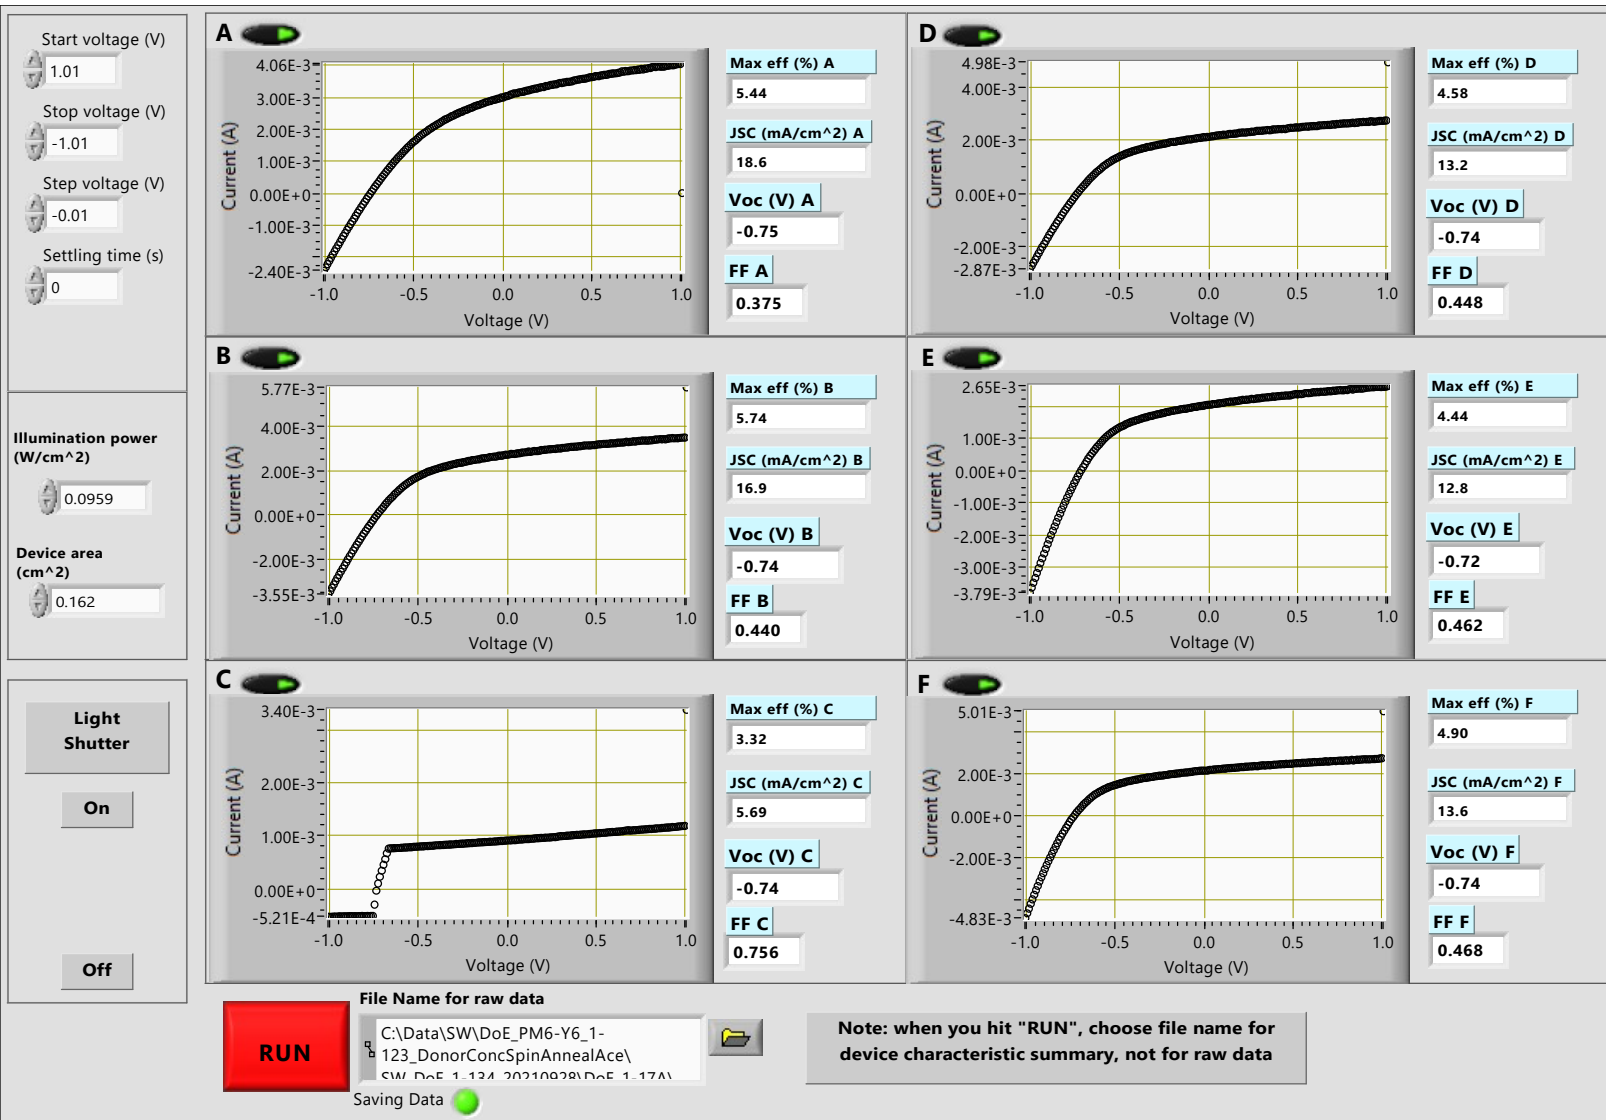 Start voltage (V)
1.01
Stop voltage (V)
-1.01
Step voltage (V)
-0.01
Settling time (s)
0
Illumination power
(W/cm^2)
0.0959
Device area
(cm^2)
0.162
Light
Shutter
On
Off
A
4.06E-3
3.00E-3
2.00E-3
1.00E-3
0.00E+0
-1.00E-3
-2.40E-3
Current (A)
-1.0 -0.5 0.0 0.5 1.0
Voltage (V)
Max eff (%) A
5.44
JSC (mA/cm^2) A
18.6
Voc (V) A
-0.75
FF A
0.375
B
5.77E-3
4.00E-3
2.00E-3
0.00E+0
-2.00E-3
-3.55E-3
Current (A)
-1.0 -0.5 0.0 0.5 1.0
Voltage (V)
Max eff (%) B
5.74
JSC (mA/cm^2) B
16.9
Voc (V) B
-0.74
FF B
0.440
C
3.40E-3
2.00E-3
1.00E-3
0.00E+0
-5.21E-4
Current (A)
-1.0 -0.5 0.0 0.5 1.0
Voltage (V)
Max eff (%) C
3.32
JSC (mA/cm^2) C
5.69
Voc (V) C
-0.74
FF C
0.756
D
4.98E-3
4.00E-3
2.00E-3
0.00E+0
-2.00E-3
-2.87E-3
Current (A)
-1.0 -0.5 0.0 0.5 1.0
Voltage (V)
Max eff (%) D
4.58
JSC (mA/cm^2) D
13.2
Voc (V) D
-0.74
FF D
0.448
E
2.65E-3
1.00E-3
0.00E+0
-1.00E-3
-2.00E-3
-3.00E-3
-3.79E-3
Current (A)
-1.0 -0.5 0.0 0.5 1.0
Voltage (V)
Max eff (%) E
4.44
JSC (mA/cm^2) E
12.8
Voc (V) E
-0.72
FF E
0.462
F
5.01E-3
2.00E-3
0.00E+0
-2.00E-3
-4.83E-3
Current (A)
-1.0 -0.5 0.0 0.5 1.0
Voltage (V)
Max eff (%) F
4.90
JSC (mA/cm^2) F
13.6
Voc (V) F
-0.74
FF F
0.468
RUN
File Name for raw data
C:\Data\SW\DoE_PM6-Y6_1-
123_DonorConcSpinAnnealAce\
SW_DoE_1-134_20210928\DoE_1-17A\
Saving Data
Note: when you hit "RUN", choose file name for
device characteristic summary, not for raw data